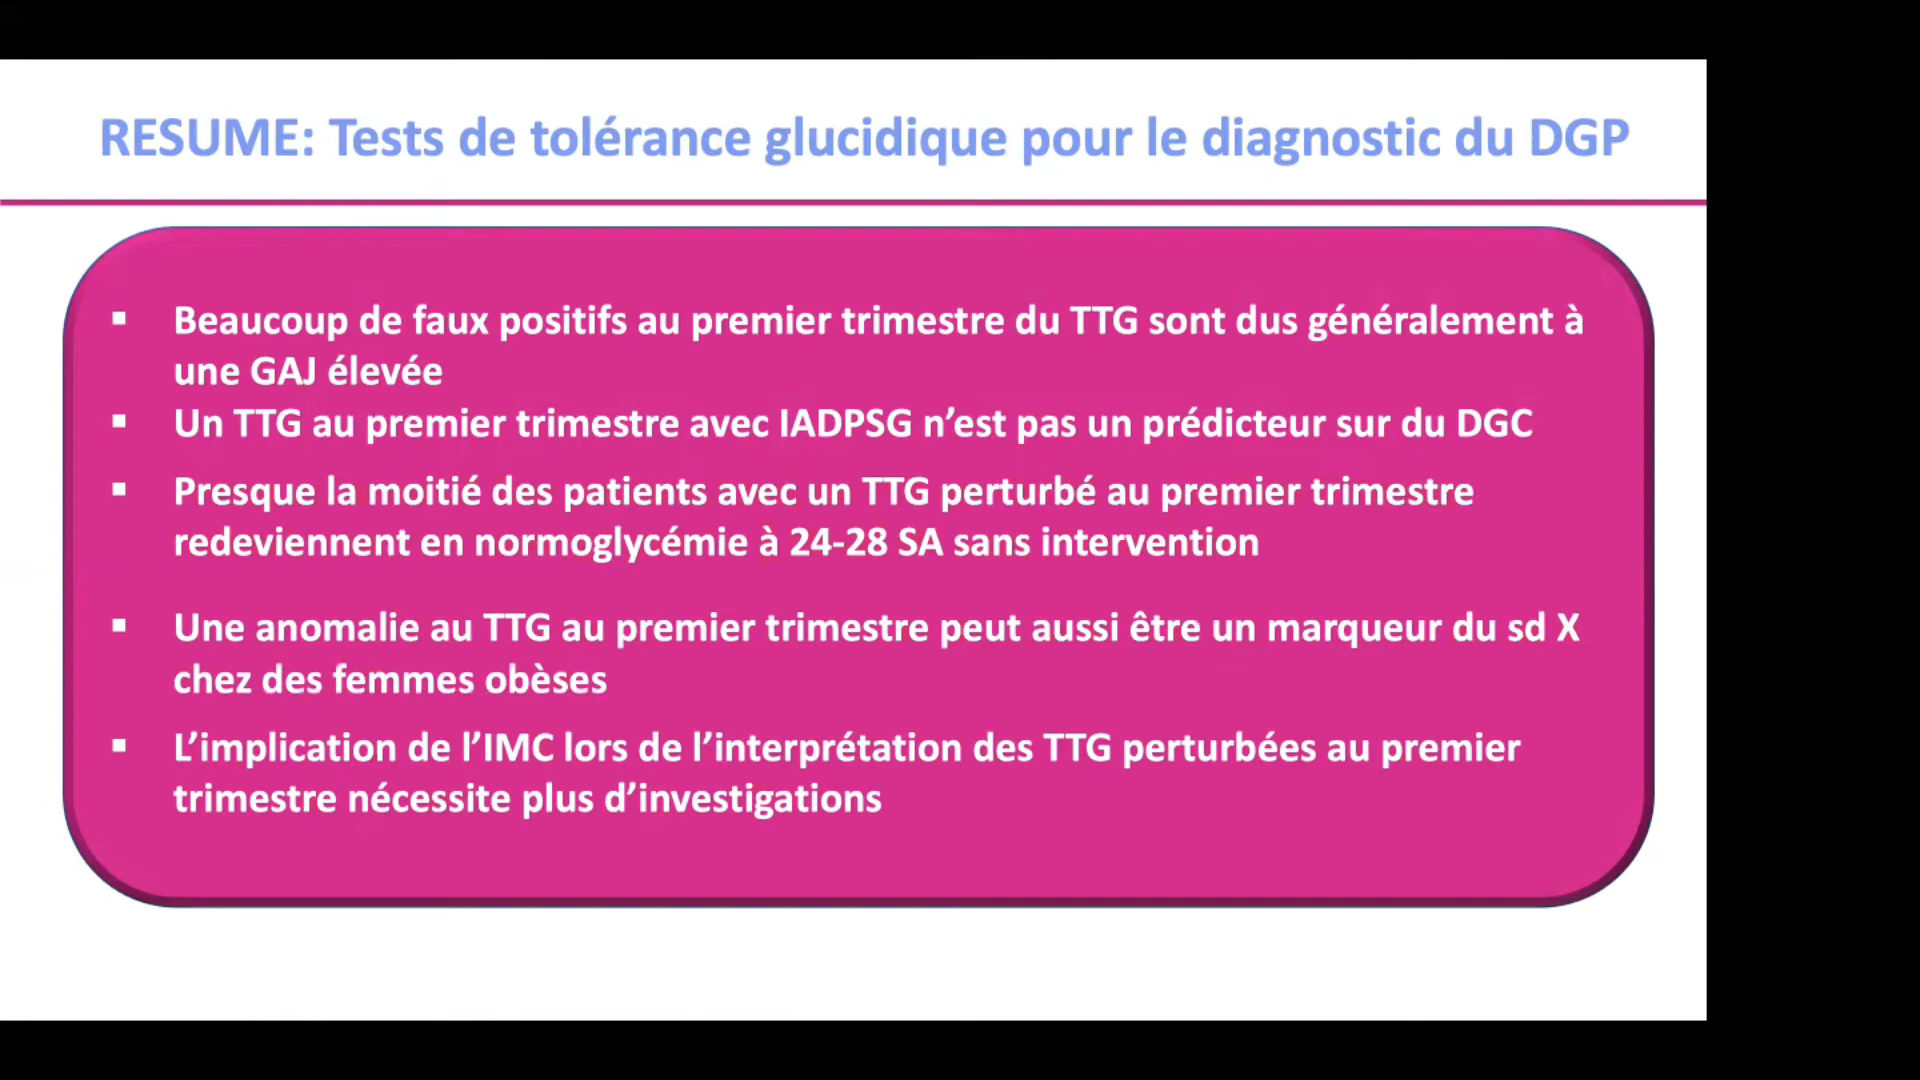 RESUME: Tests de tolérance glucidique pour le diagnostic du DGP
▪ Beaucoup de faux positifs au premier trimestre du TTG sont dus généralement à
une GAJ élevée
▪ Un TTG au premier trimestre avec IADPSG n’est pas un prédicteur sur du DGC
▪ Presque la moitié des patients avec un TTG perturbé au premier trimestre
redeviennent en normoglycémie à 24-28 SA sans intervention
▪ Une anomalie au TTG au premier trimestre peut aussi être un marqueur du sd X
chez des femmes obèses
▪ L’implication de l’IMC lors de l’interprétation des TTG perturbées au premier
trimestre nécessite plus d’investigations